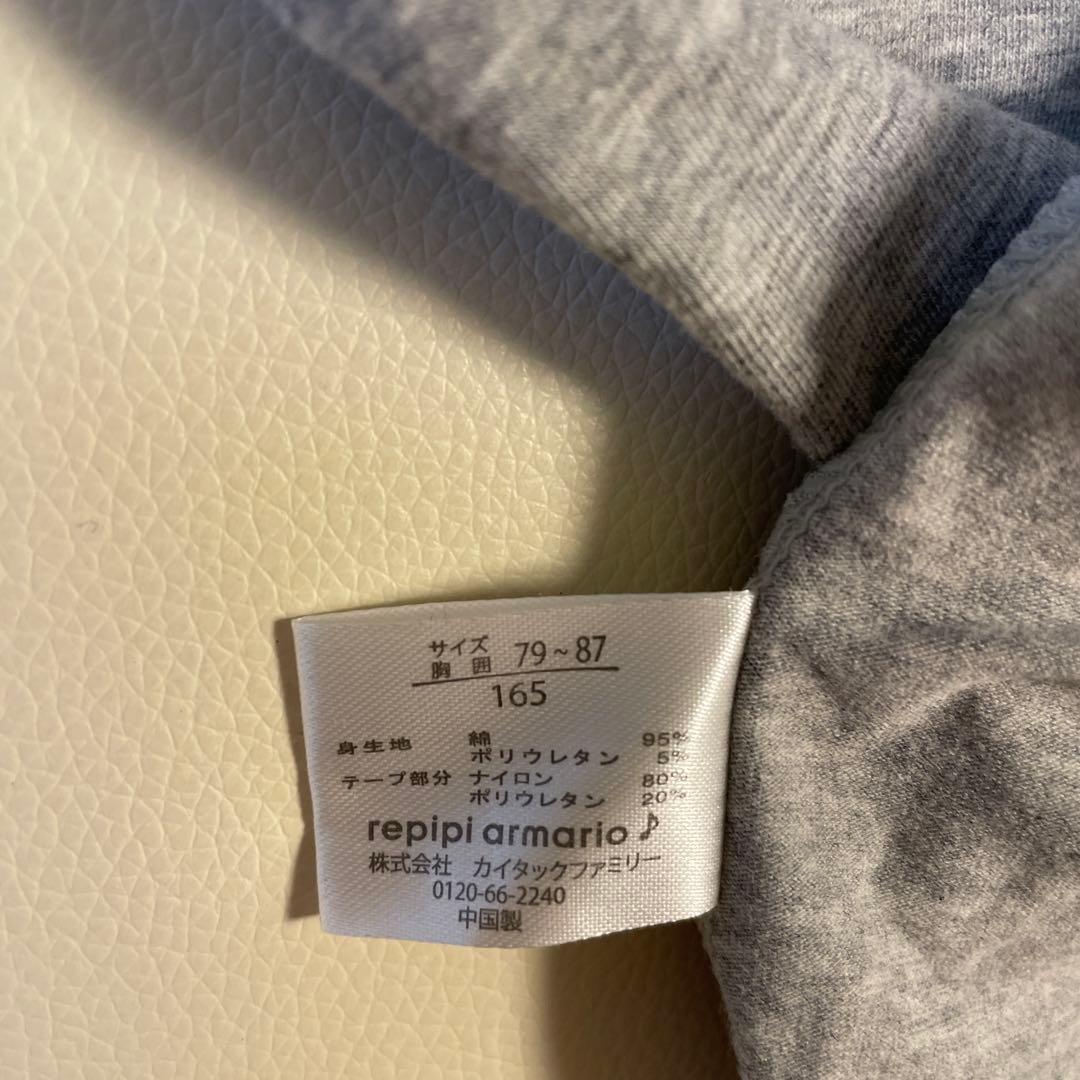 サイズ
胸囲 79~87
165
身生地 綿 95%
ポリウレタン 5%
テープ部分 ナイロン 80%
ポリウレタン 20%
repipi armario♪
株式会社 カイタックファミリー
0120-66-2240
中国製